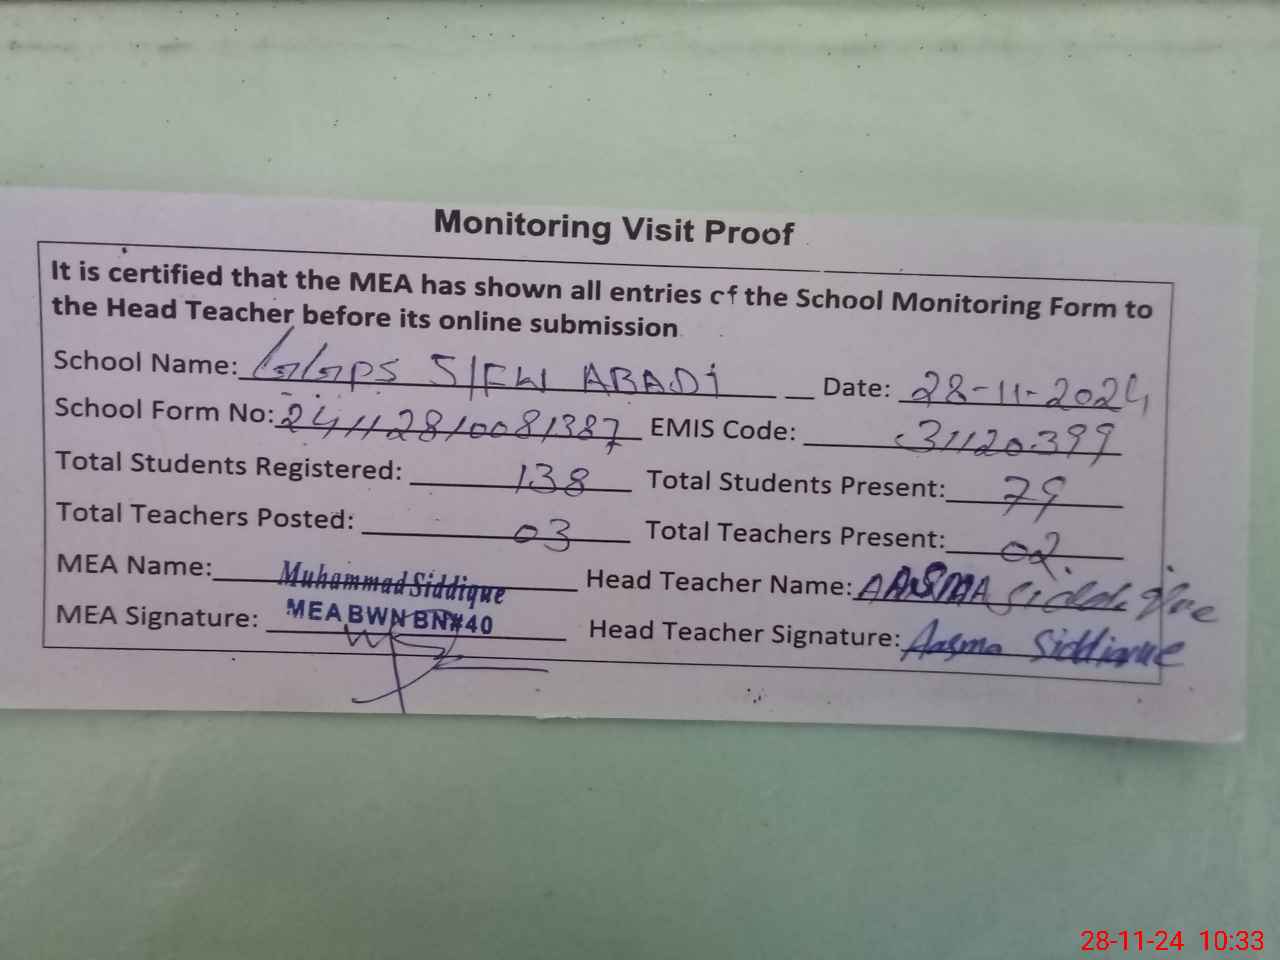 Monitoring Visit Proof
It is certified that the MEA has shown all entries of the School Monitoring Form to
the Head Teacher before its online submission
School Name: GGPS 5/FW ABADI Date: 28-11-2024
School Form No: 24112810081387 EMIS Code: 31120399
Total Students Registered: 138 Total Students Present: 79
Total Teachers Posted: 03 Total Teachers Present: 02
MEA Name: Muhammad Siddique Head Teacher Name: AASMA Siddique
MEA BWN BN#40
MEA Signature: Head Teacher Signature: Aasma Siddique
28-11-24 10:33